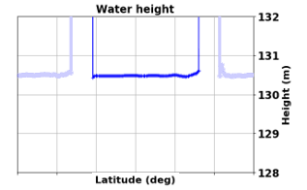 Water height
132
131
130
129
128
Height (m)
Latitude (deg)